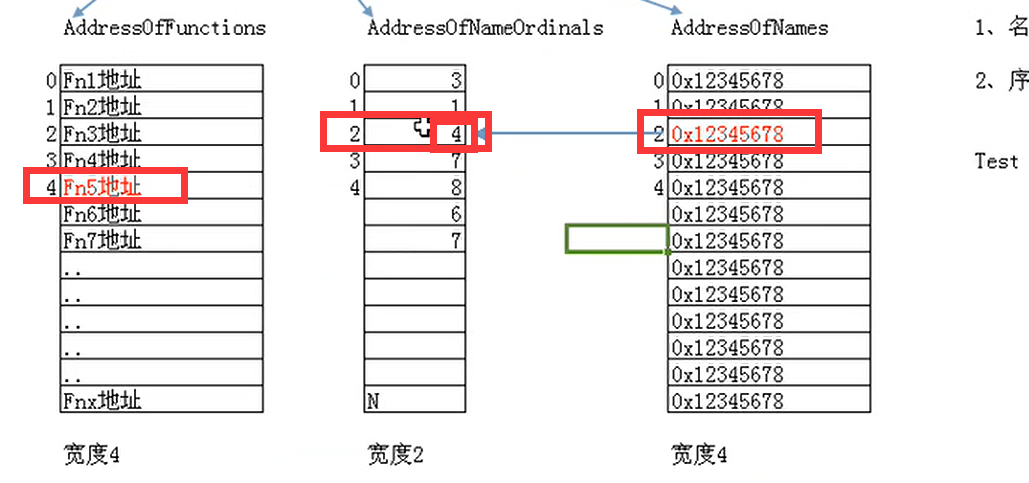 AddressOfFunctions AddressOfNameOrdinals AddressOfNames 1、名
0 Fn1地址 0 3 0 0x12345678 2、序
1 Fn2地址 1 1 1 0x12345678
2 Fn3地址 2 4 2 0x12345678
3 Fn4地址 3 7 3 0x12345678 Test
4 Fn5地址 4 8 4 0x12345678
Fn6地址 6 0x12345678
Fn7地址 7 0x12345678
.. 0x12345678
.. 0x12345678
.. 0x12345678
.. 0x12345678
.. 0x12345678
Fnx地址 N 0x12345678
宽度4 宽度2 宽度4